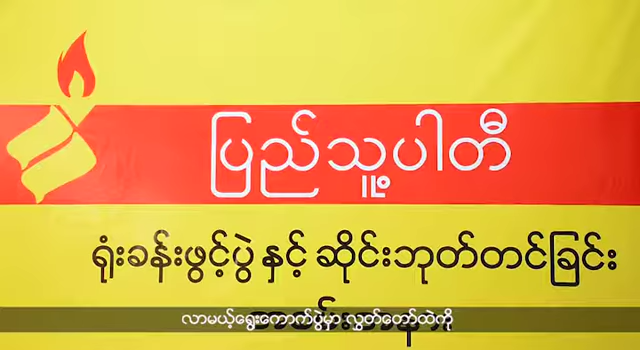 ပြည်သူ့ပါတီ
ရုံးခန်းဖွင့်ပွဲ နှင့် ဆိုင်းဘုတ်တင်ခြင်း
လာမယ့်ရွေးကောက်ပွဲမှာ လွှတ်တော်ထဲကို